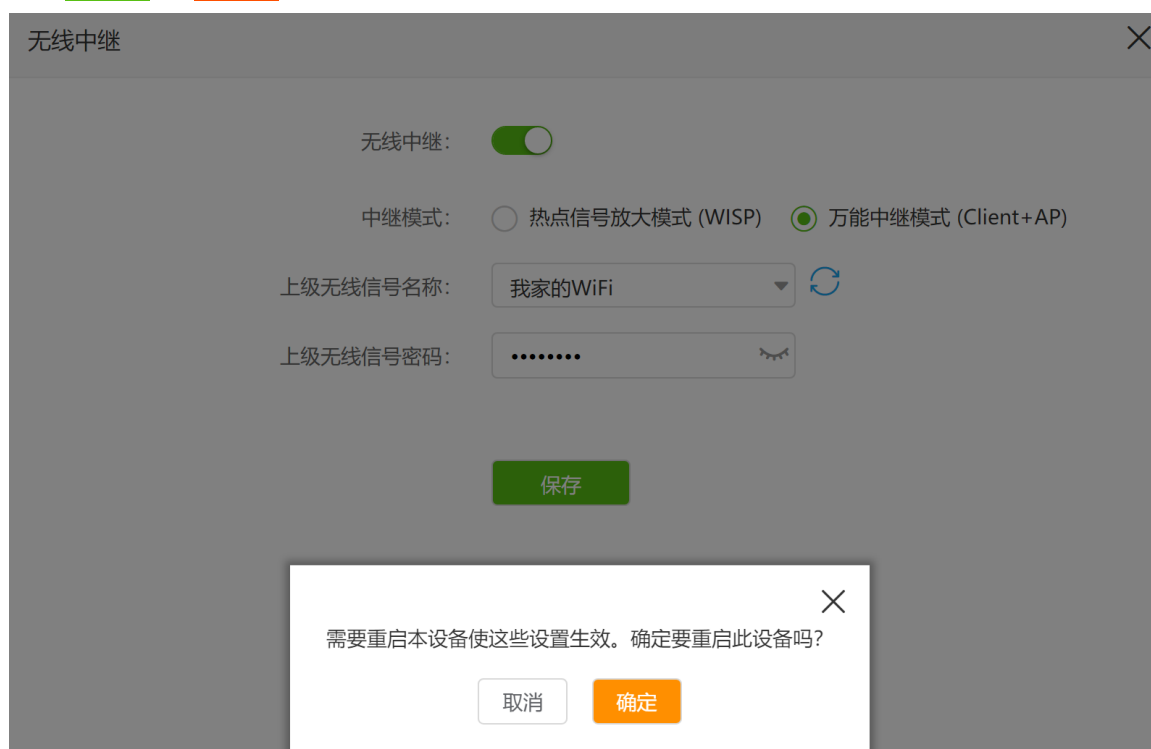 无线中继
无线中继：
中继模式： 热点信号放大模式 (WISP) 万能中继模式 (Client+AP)
上级无线信号名称： 我家的WiFi
上级无线信号密码： ••••••••
保存
需要重启本设备使这些设置生效。确定要重启此设备吗？
取消 确定